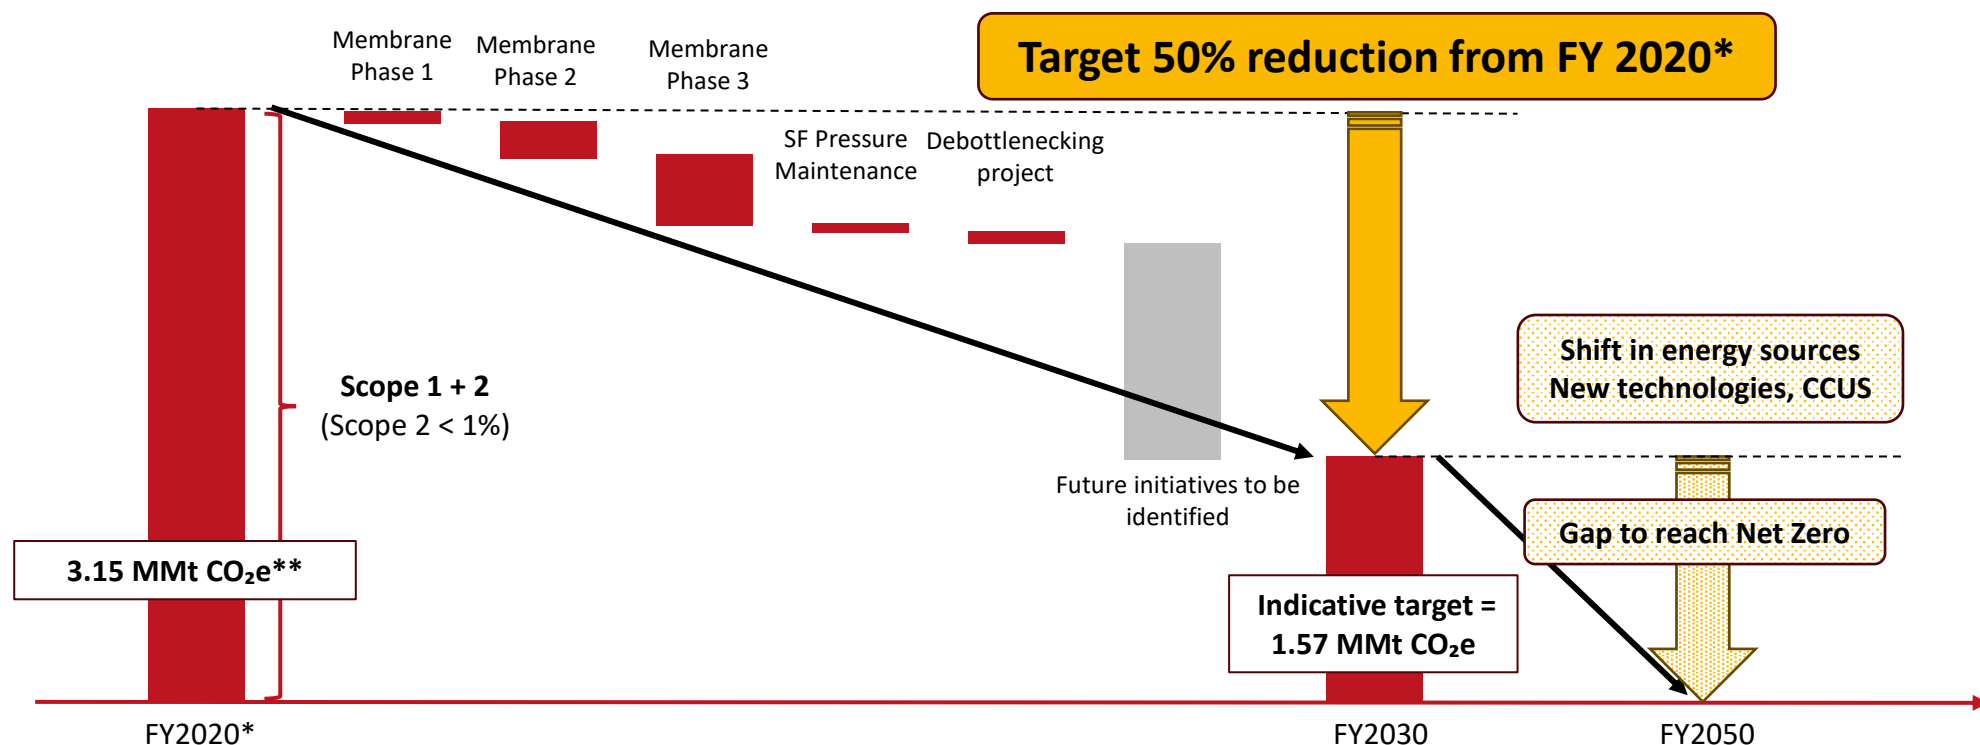 Target 50% reduction from FY 2020*
Membrane
Phase 1
Membrane
Phase 2
Membrane
Phase 3
SF Pressure
Maintenance
Debottlenecking
project
Scope 1 + 2
(Scope 2 < 1%)
Shift in energy sources
New technologies, CCUS
Future initiatives to be
identified
Gap to reach Net Zero
3.15 MMt CO₂e**
Indicative target =
1.57 MMt CO₂e
FY2020*
FY2030
FY2050